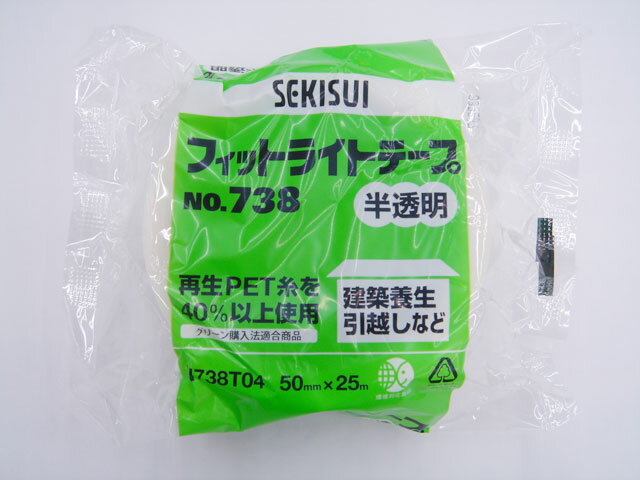 SEKISUI
フィットライトテープ
NO.738
半透明
再生PET糸を
40%以上使用
グリーン購入法適合商品
建築養生
引越しなど
738T04 50mm×25m